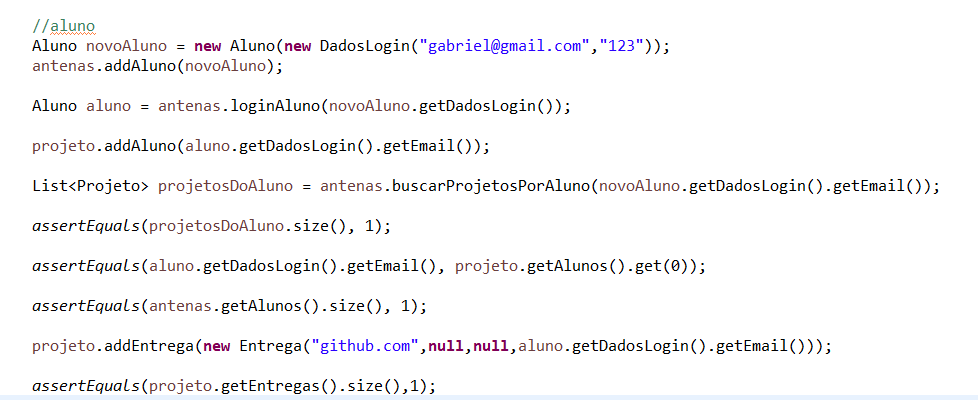 //aluno
Aluno novoAluno = new Aluno(new DadosLogin("gabriel@gmail.com","123"));
antenas.addAluno(novoAluno);
Aluno aluno = antenas.loginAluno(novoAluno.getDadosLogin());
projeto.addAluno(aluno.getDadosLogin().getEmail());
List<Projeto> projetosDoAluno = antenas.buscarProjetosPorAluno(novoAluno.getDadosLogin().getEmail());
assertEquals(projetosDoAluno.size(), 1);
assertEquals(aluno.getDadosLogin().getEmail(), projeto.getAlunos().get(0));
assertEquals(antenas.getAlunos().size(), 1);
projeto.addEntrega(new Entrega("github.com",null,null,aluno.getDadosLogin().getEmail()));
assertEquals(projeto.getEntregas().size(),1);